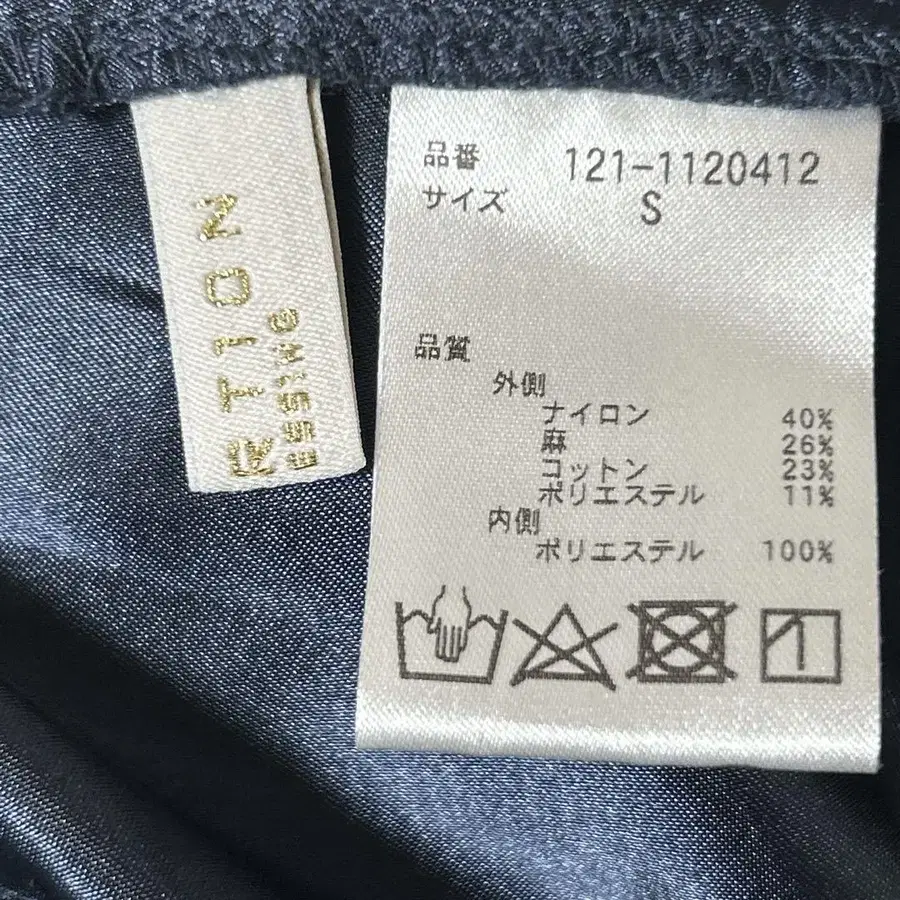 RTION
ESSING
品番 121-1120412
サイズ S
品質
外側
ナイロン 40%
麻 26%
コットン 23%
ポリエステル 11%
内側
ポリエステル 100%